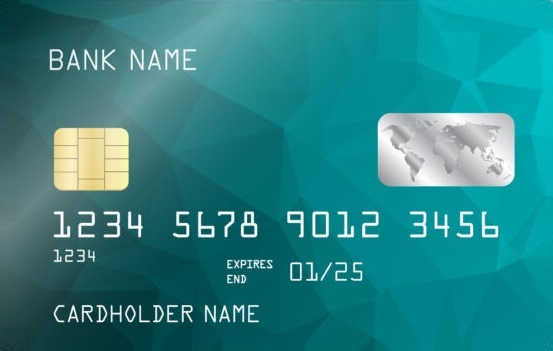 BANK NAME
1234 5678 9012 3456
1234
EXPIRES
END
01/25
CARDHOLDER NAME